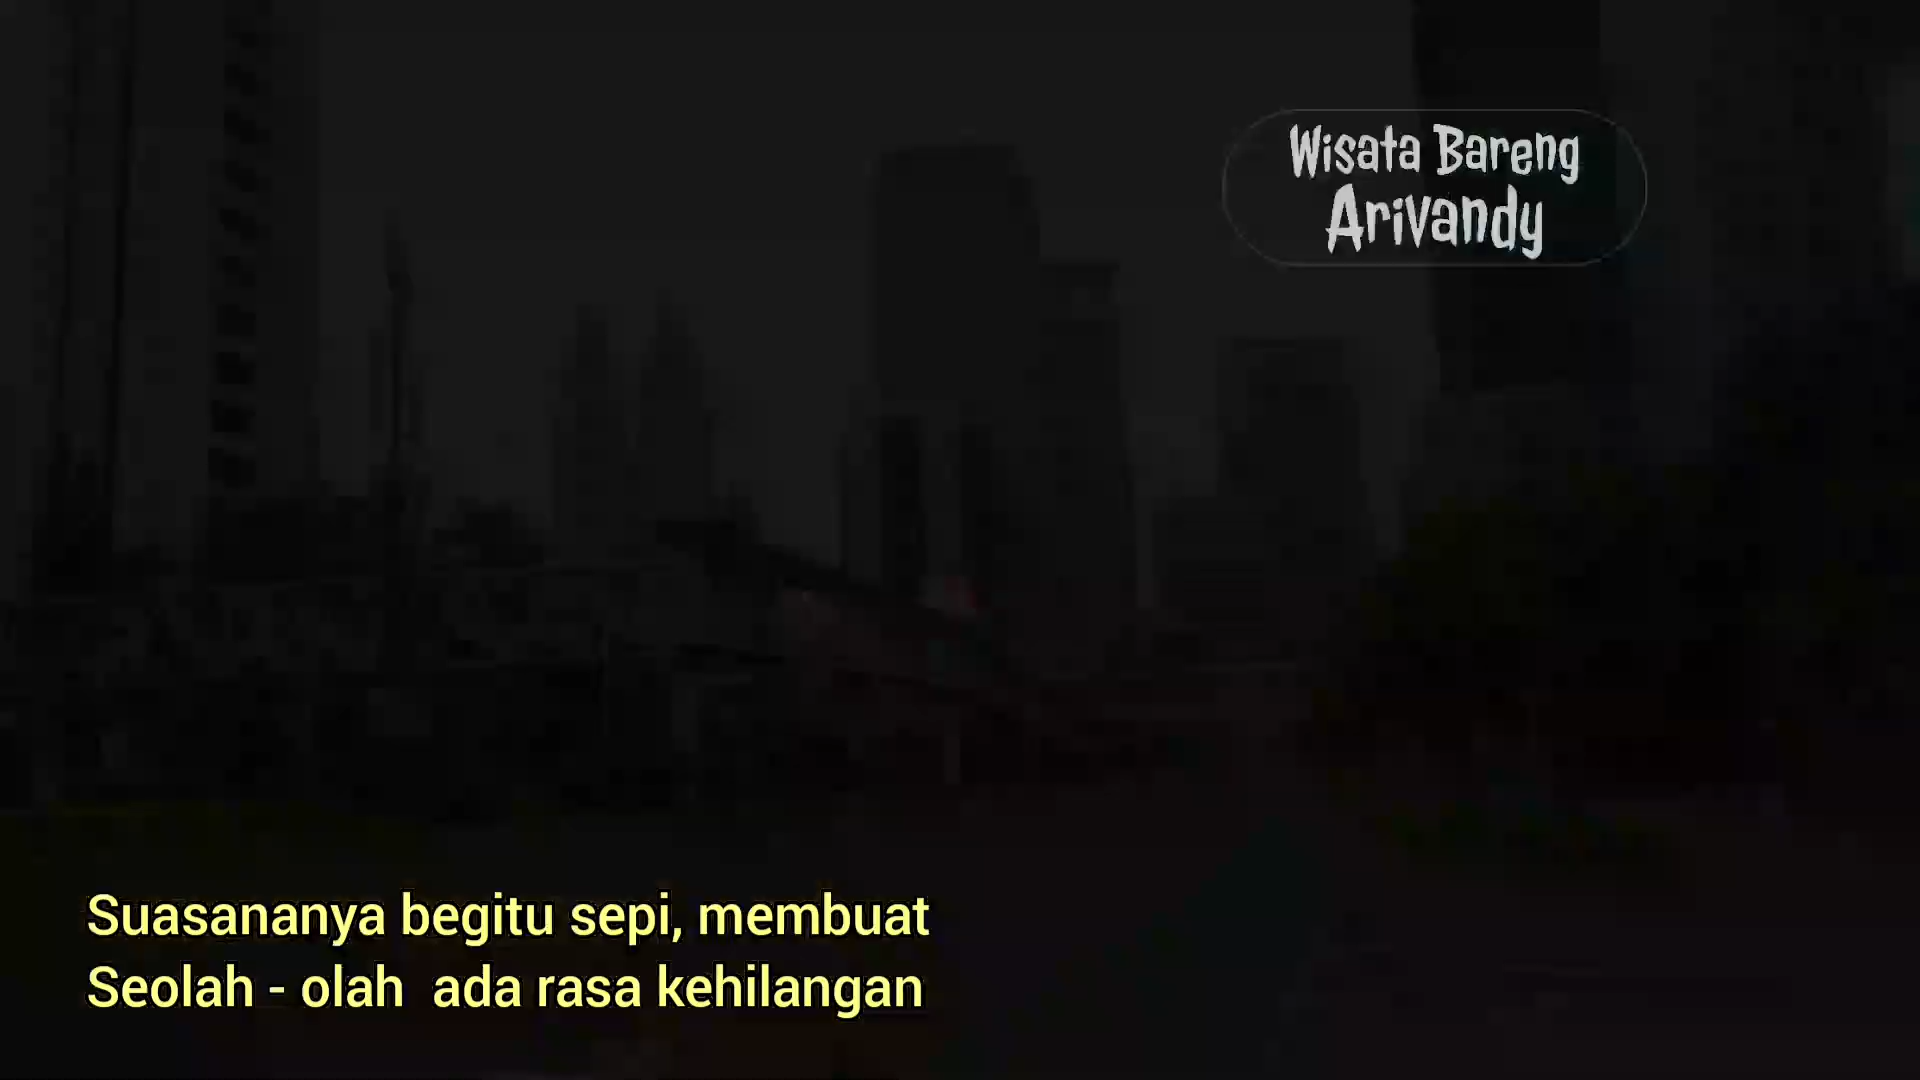 Wisata Bareng
Arivandy
Suasananya begitu sepi, membuat
Seolah - olah  ada rasa kehilangan